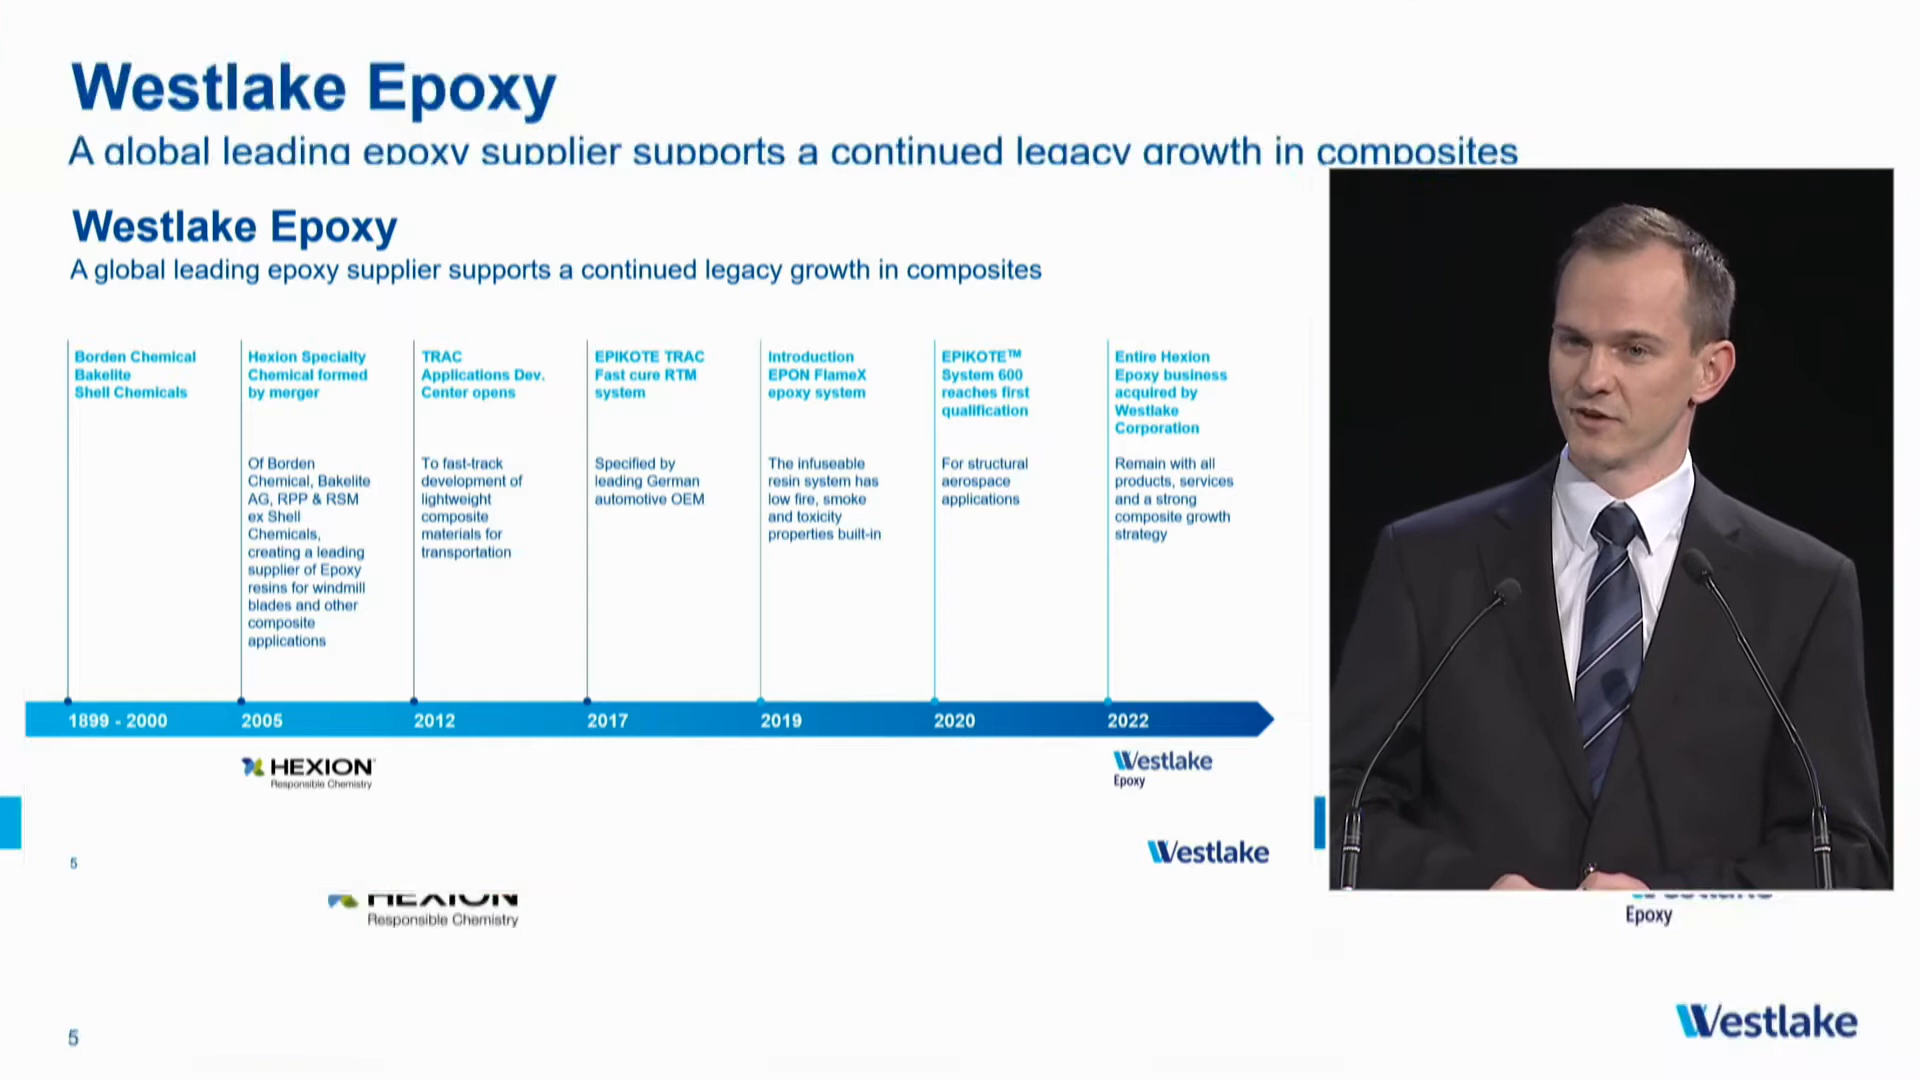 Westlake Epoxy
A global leading epoxy supplier supports a continued legacy growth in composites
Westlake Epoxy
A global leading epoxy supplier supports a continued legacy growth in composites
Borden Chemical
Bakelite
Shell Chemicals
Hexion Specialty
Chemical formed
by merger
Of Borden
Chemical, Bakelite
AG, RPP & RSM
ex Shell
Chemicals,
creating a leading
supplier of Epoxy
resins for windmill
blades and other
composite
applications
TRAC
Applications Dev.
Center opens
To fast-track
development of
lightweight
composite
materials for
transportation
EPIKOTE TRAC
Fast cure RTM
system
Specified by
leading German
automotive OEM
Introduction
EPON FlameX
epoxy system
The infuseable
resin system has
low fire, smoke
and toxicity
properties built-in
EPIKOTE™
System 600
reaches first
qualification
For structural
aerospace
applications
Entire Hexion
Epoxy business
acquired by
Westlake
Corporation
Remain with all
products, services
and a strong
composite growth
strategy
1899 - 2000
2005
2012
2017
2019
2020
2022
HEXION
Responsible Chemistry
Westlake
Epoxy
5
Westlake
HEXION
Responsible Chemistry
Epoxy
5
Westlake